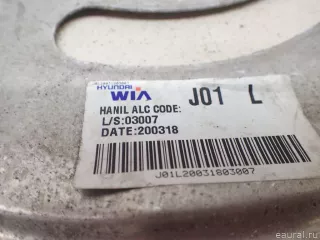 HYUNDAI
WIA
J01 L
HANIL ALC CODE:
L/S:03007
DATE:200318
J01L20031803007
© eaural.ru